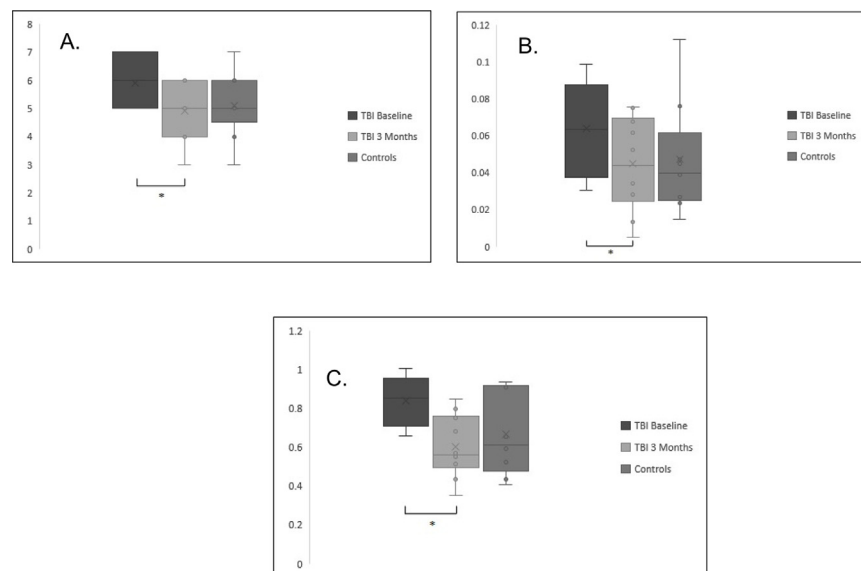 A.
8
7
6
5
4
3
2
1
0
TBI Baseline
TBI 3 Months
Controls
*
B.
0.12
0.1
0.08
0.06
0.04
0.02
0
TBI Baseline
TBI 3 Months
Controls
*
C.
1.2
1
0.8
0.6
0.4
0.2
0
TBI Baseline
TBI 3 Months
Controls
*